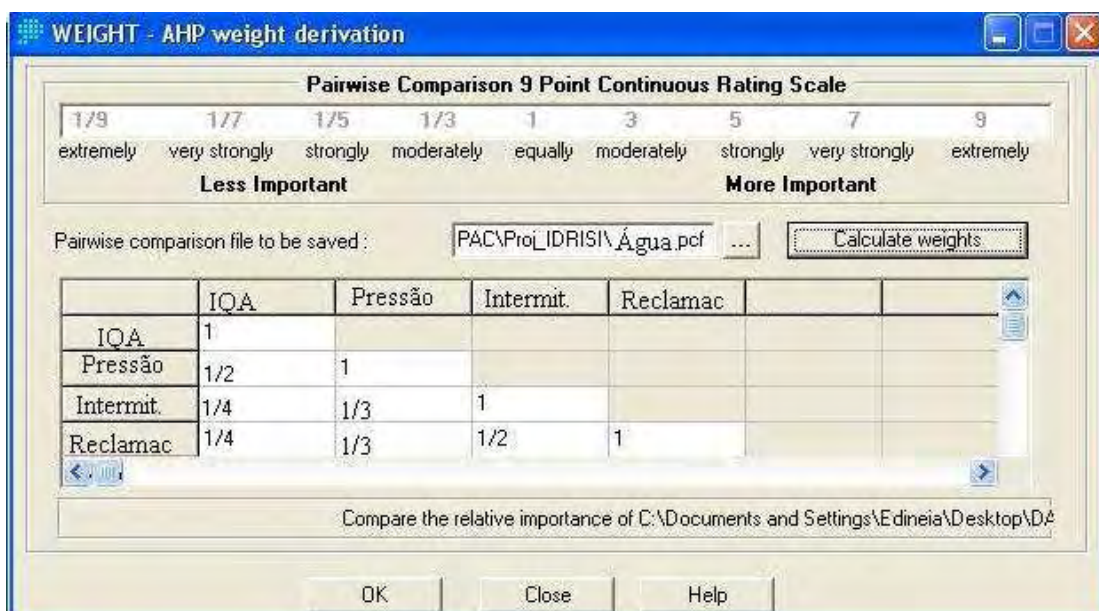 WEIGHT - AHP weight derivation
Pairwise Comparison 9 Point Continuous Rating Scale
1/9 1/7 1/5 1/3 1 3 5 7 9
extremely very strongly strongly moderately equally moderately strongly very strongly extremely
Less Important More Important
Pairwise comparison file to be saved : PAC\Proj_IDRISI\Água.pcf ... Calculate weights
IQA Pressão Intermit. Reclamac
IQA 1
Pressão 1/2 1
Intermit. 1/4 1/3 1
Reclamac 1/4 1/3 1/2 1
Compare the relative importance of C:\Documents and Settings\Edineia\Desktop\DA
OK Close Help